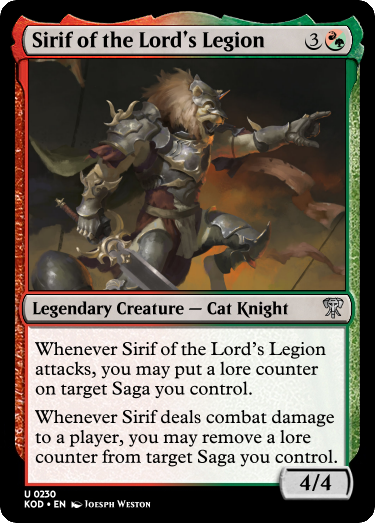 Sirif of the Lord's Legion 3
Legendary Creature — Cat Knight
Whenever Sirif of the Lord's Legion
attacks, you may put a lore counter
on target Saga you control.
Whenever Sirif deals combat damage
to a player, you may remove a lore
counter from target Saga you control.
4/4
U 0230
KOD • EN Joesph Weston